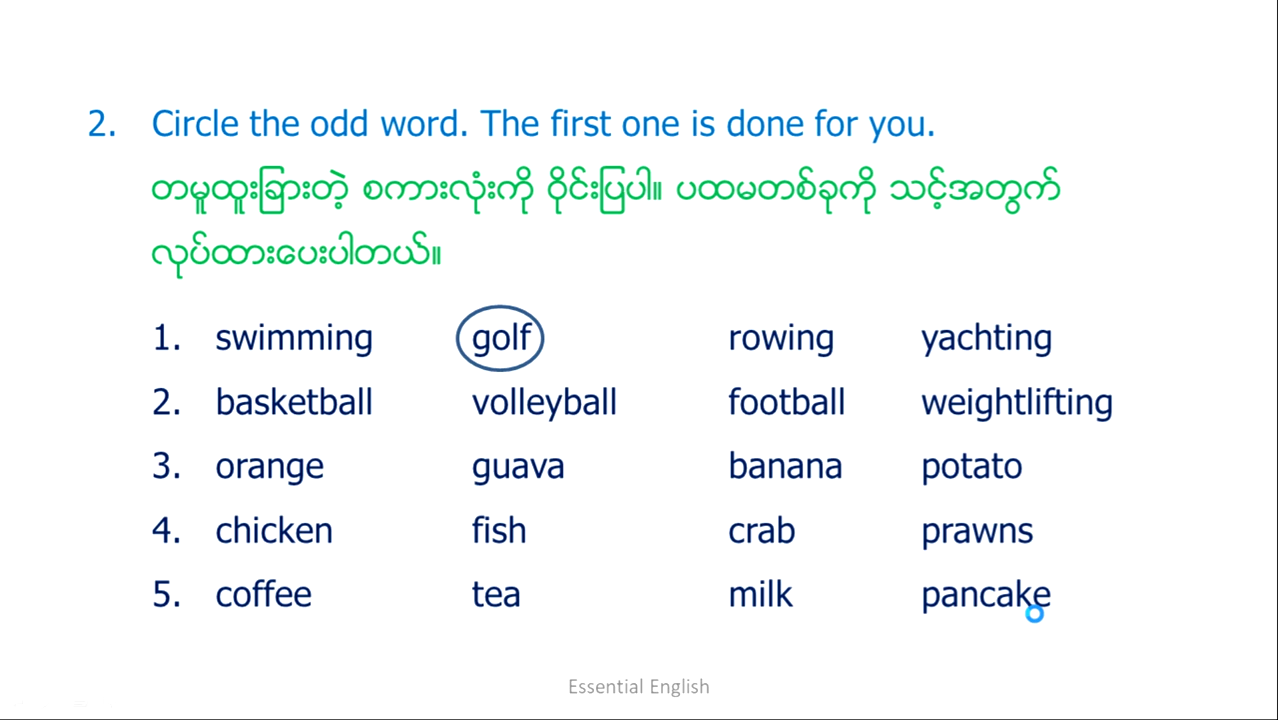 2. Circle the odd word. The first one is done for you.
တမူထူးခြားတဲ့ စကားလုံးကို ဝိုင်းပြပါ။ ပထမတစ်ခုကို သင့်အတွက်
လုပ်ထားပေးပါတယ်။
1. swimming golf rowing yachting
2. basketball volleyball football weightlifting
3. orange guava banana potato
4. chicken fish crab prawns
5. coffee tea milk pancake
Essential English